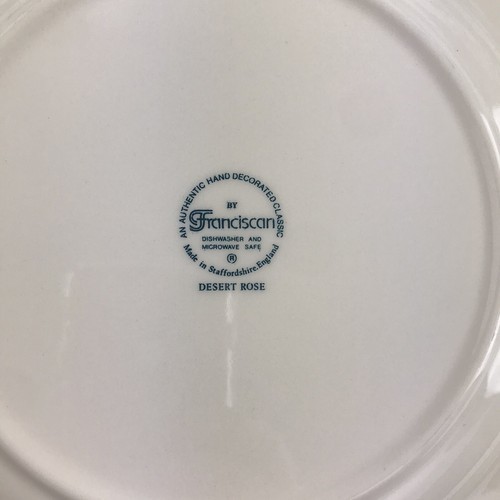 AN AUTHENTIC HAND DECORATED CLASSIC
BY
Franciscan
DISHWASHER AND
MICROWAVE SAFE
®
Made in Staffordshire, England
DESERT ROSE